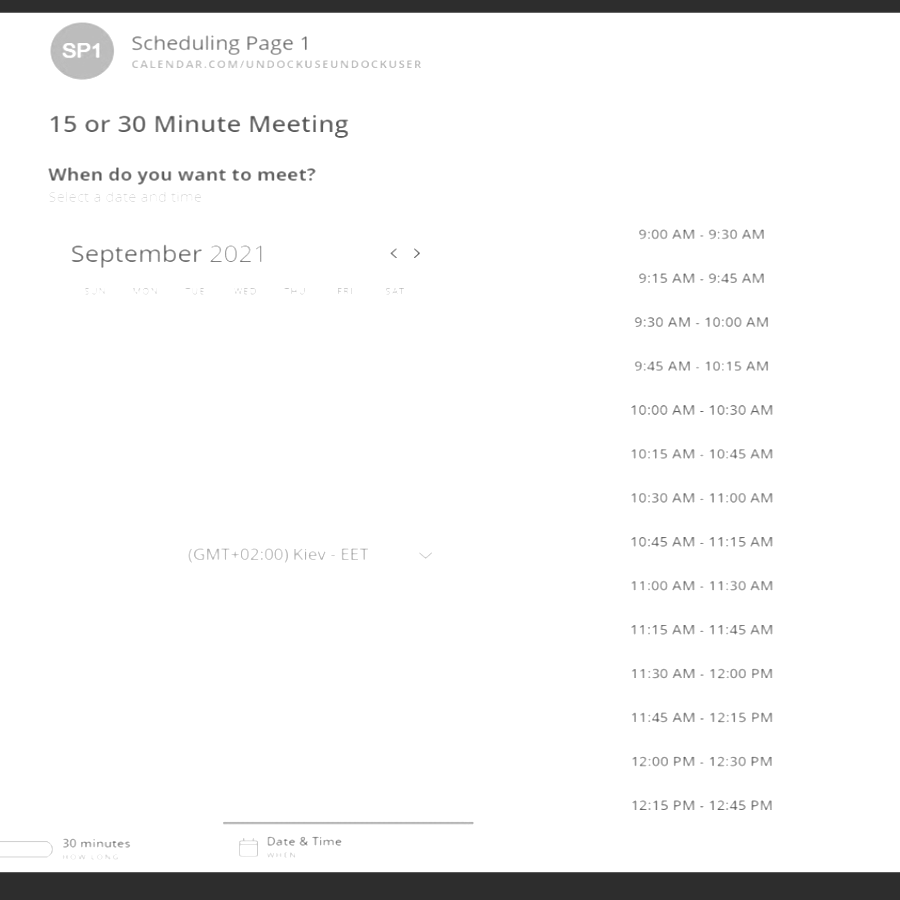 SP1
Scheduling Page 1
CALENDAR.COM/UNDOCKUSEUNDOCKUSER
15 or 30 Minute Meeting
When do you want to meet?
Select a date and time
September 2021
< >
SUN MON TUE WED THU FRI SAT
(GMT+02:00) Kiev - EET
9:00 AM - 9:30 AM
9:15 AM - 9:45 AM
9:30 AM - 10:00 AM
9:45 AM - 10:15 AM
10:00 AM - 10:30 AM
10:15 AM - 10:45 AM
10:30 AM - 11:00 AM
10:45 AM - 11:15 AM
11:00 AM - 11:30 AM
11:15 AM - 11:45 AM
11:30 AM - 12:00 PM
11:45 AM - 12:15 PM
12:00 PM - 12:30 PM
12:15 PM - 12:45 PM
30 minutes
HOW LONG
Date & Time
WHEN